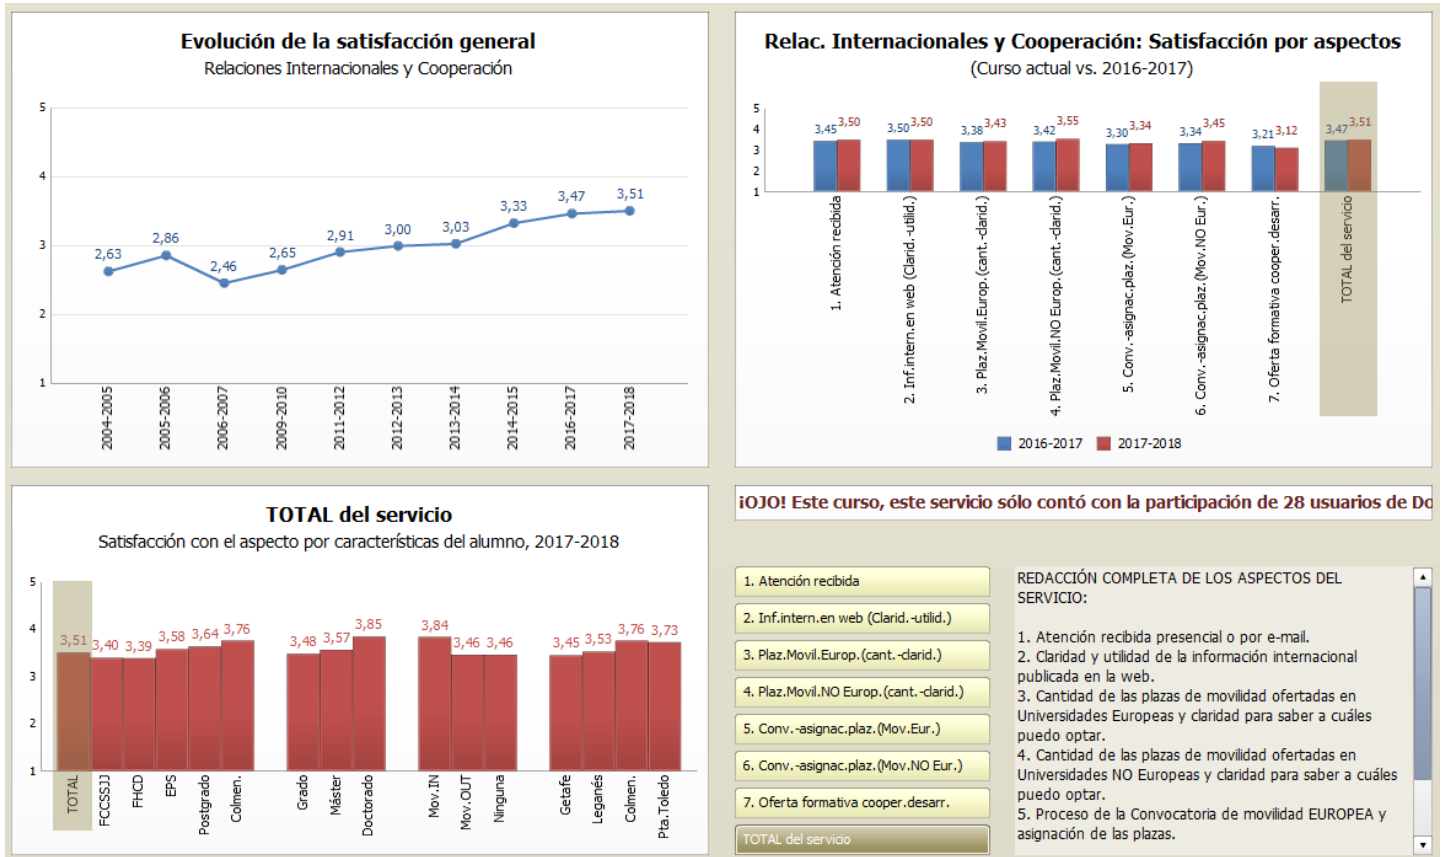 Evolución de la satisfacción general
Relaciones Internacionales y Cooperación
5
4
3
2
1
2,63
2,86
2,46
2,65
2,91
3,00
3,03
3,33
3,47
3,51
2004-2005
2005-2006
2006-2007
2009-2010
2011-2012
2012-2013
2013-2014
2014-2015
2016-2017
2017-2018
Relac. Internacionales y Cooperación: Satisfacción por aspectos
(Curso actual vs. 2016-2017)
5
4
3
2
1
3,45 3,50
3,50 3,50
3,38 3,43
3,42 3,55
3,30 3,34
3,34 3,45
3,21 3,12
3,47 3,51
1. Atención recibida
2. Inf.intern.en web (Clarid.-utilid.)
3. Plaz.Movil.Europ.(cant.-clarid.)
4. Plaz.Movil.NO Europ.(cant.-clarid.)
5. Conv.-asignac.plaz.(Mov.Eur.)
6. Conv.-asignac.plaz.(Mov.NO Eur.)
7. Oferta formativa cooper.desarr.
TOTAL del servicio
2016-2017 2017-2018
TOTAL del servicio
Satisfacción con el aspecto por características del alumno, 2017-2018
5
4
3
2
1
3,51
3,40
3,39
3,58
3,64
3,76
3,48
3,57
3,85
3,84
3,46
3,46
3,45
3,53
3,76
3,73
TOTAL
FCCSSJJ
FHCD
EPS
Postgrado
Colmen.
Grado
Máster
Doctorado
Mov.IN
Mov.OUT
Ninguna
Getafe
Leganés
Colmen.
Pta.Toledo
¡OJO! Este curso, este servicio sólo contó con la participación de 28 usuarios de Do
1. Atención recibida
2. Inf.intern.en web (Clarid.-utilid.)
3. Plaz.Movil.Europ.(cant.-clarid.)
4. Plaz.Movil.NO Europ.(cant.-clarid.)
5. Conv.-asignac.plaz.(Mov.Eur.)
6. Conv.-asignac.plaz.(Mov.NO Eur.)
7. Oferta formativa cooper.desarr.
TOTAL del servicio
REDACCIÓN COMPLETA DE LOS ASPECTOS DEL
SERVICIO:
1. Atención recibida presencial o por e-mail.
2. Claridad y utilidad de la información internacional
publicada en la web.
3. Cantidad de las plazas de movilidad ofertadas en
Universidades Europeas y claridad para saber a cuáles
puedo optar.
4. Cantidad de las plazas de movilidad ofertadas en
Universidades NO Europeas y claridad para saber a cuáles
puedo optar.
5. Proceso de la Convocatoria de movilidad EUROPEA y
asignación de las plazas.